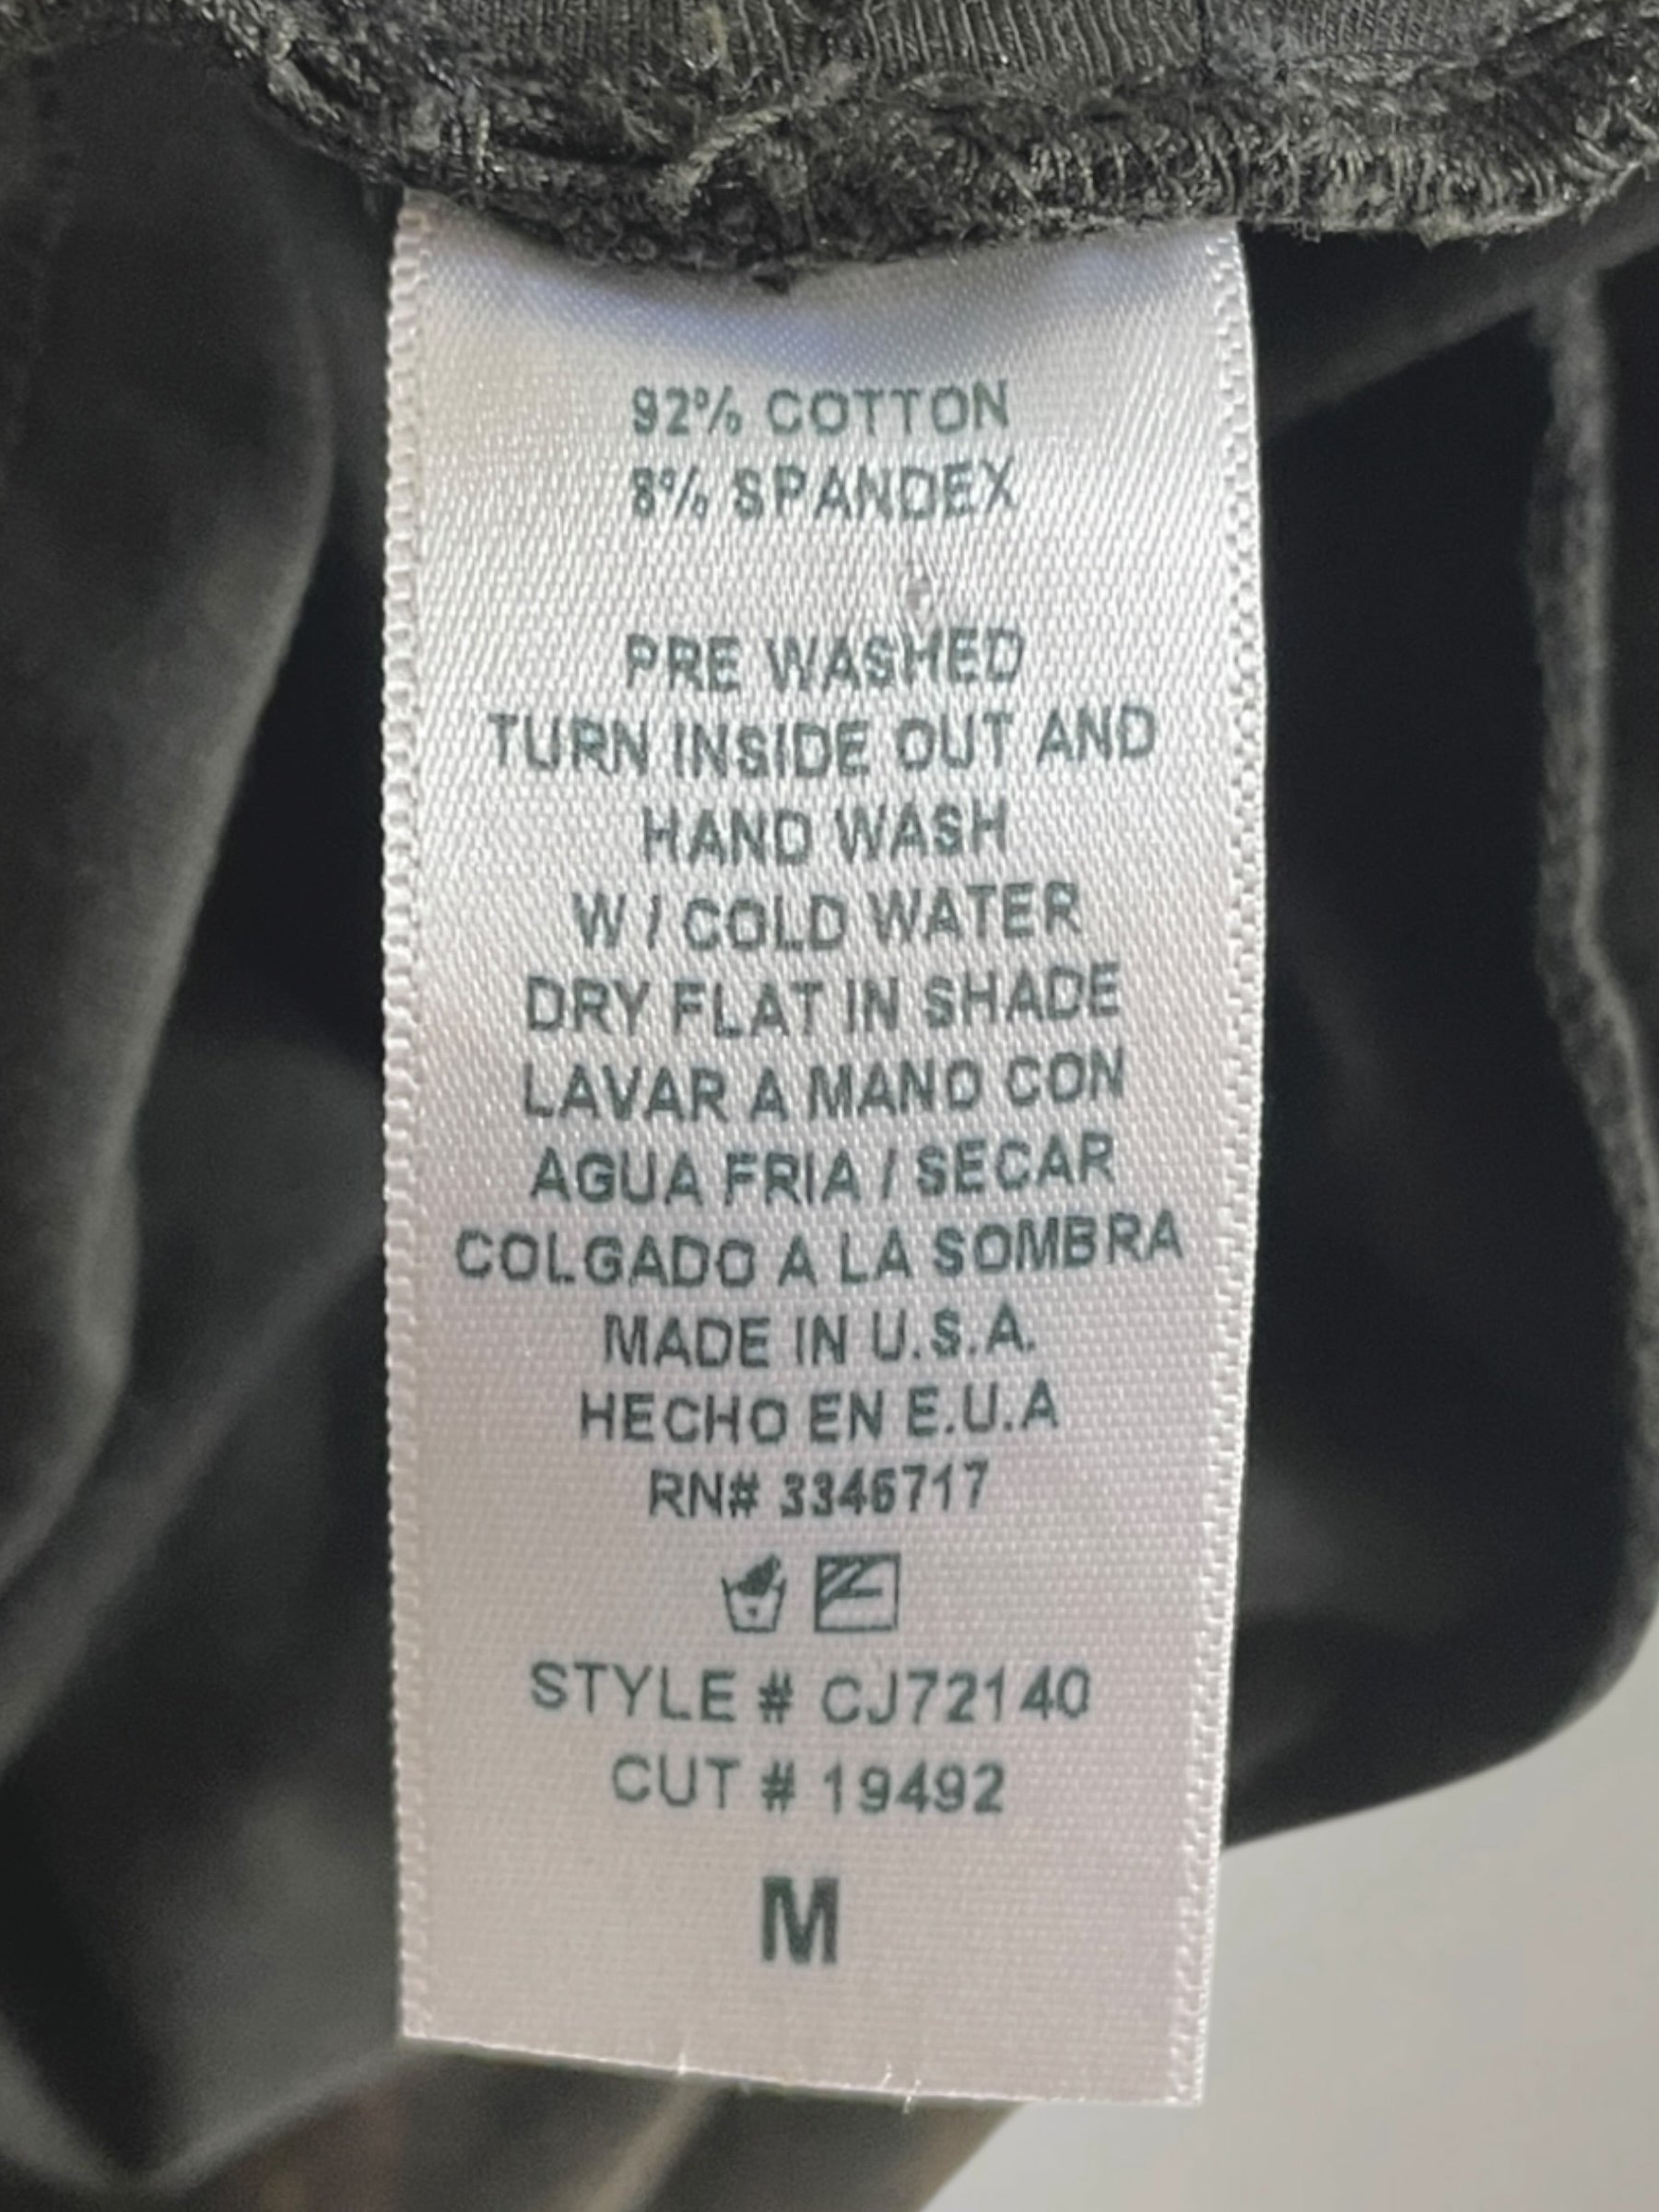 92% COTTON
8% SPANDEX
PRE WASHED
TURN INSIDE OUT AND
HAND WASH
W / COLD WATER
DRY FLAT IN SHADE
LAVAR A MANO CON
AGUA FRIA / SECAR
COLGADO A LA SOMBRA
MADE IN U.S.A.
HECHO EN E.U.A
RN# 3346717
STYLE # CJ72140
CUT # 19492
M